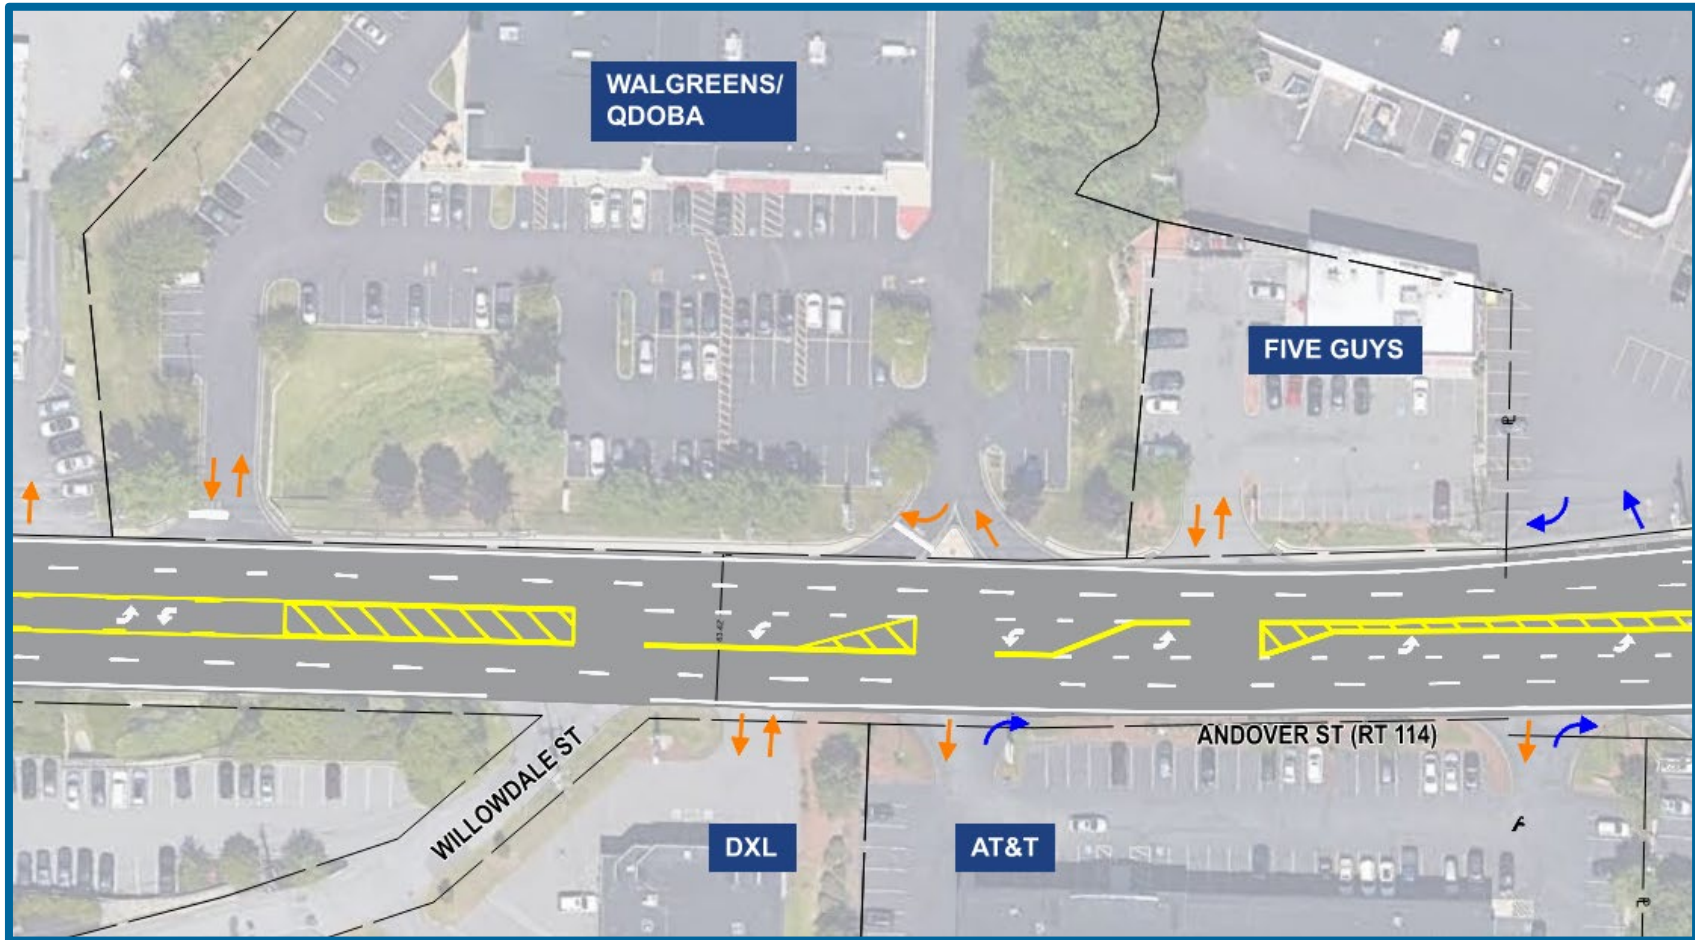 WALGREENS/
QDOBA
FIVE GUYS
ANDOVER ST (RT 114)
WILLOWDALE ST
DXL
AT&T